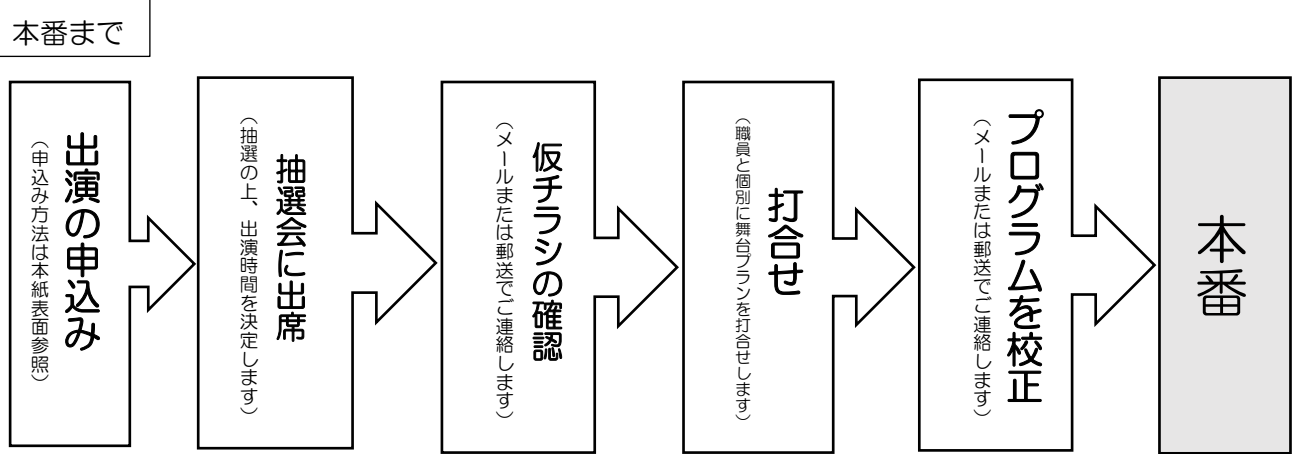 本番まで
出演の申込み
（申込み方法は本紙表面参照）
抽選会に出席
（抽選の上、出演時間を決定します）
仮チラシの確認
（メールまたは郵送でご連絡します）
打合せ
（職員と個別に舞台プランを打合せします）
プログラムを校正
（メールまたは郵送でご連絡します）
本番